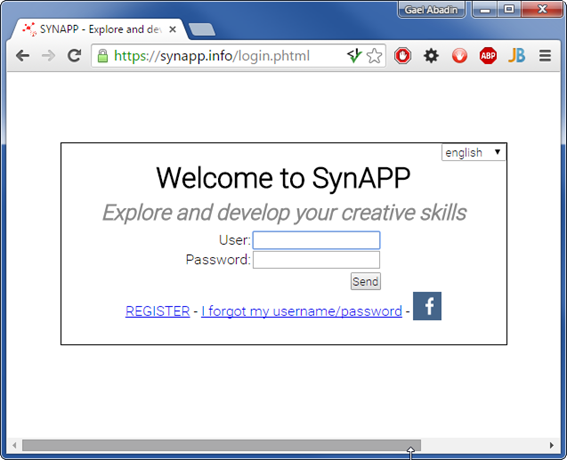 Gael Abadin
SYNAPP - Explore and de
https://synapp.info/login.phtml
ABP
JB
english
Welcome to SynAPP
Explore and develop your creative skills
User:
Password:
Send
REGISTER - I forgot my username/password - f